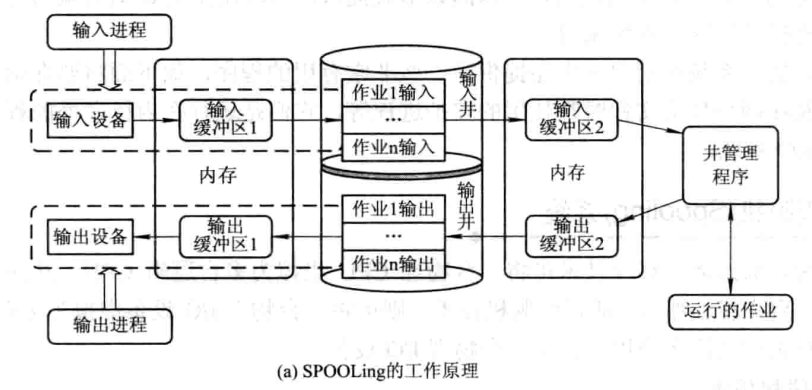 输入进程
输入设备
输入
缓冲区1
作业1输入
作业n输入
输入井
输入
缓冲区2
内存
内存
井管理
程序
输出设备
输出
缓冲区1
作业1输出
...
作业n输出
输出井
输出
缓冲区2
输出进程
运行的作业
(a) SPOOLing的工作原理